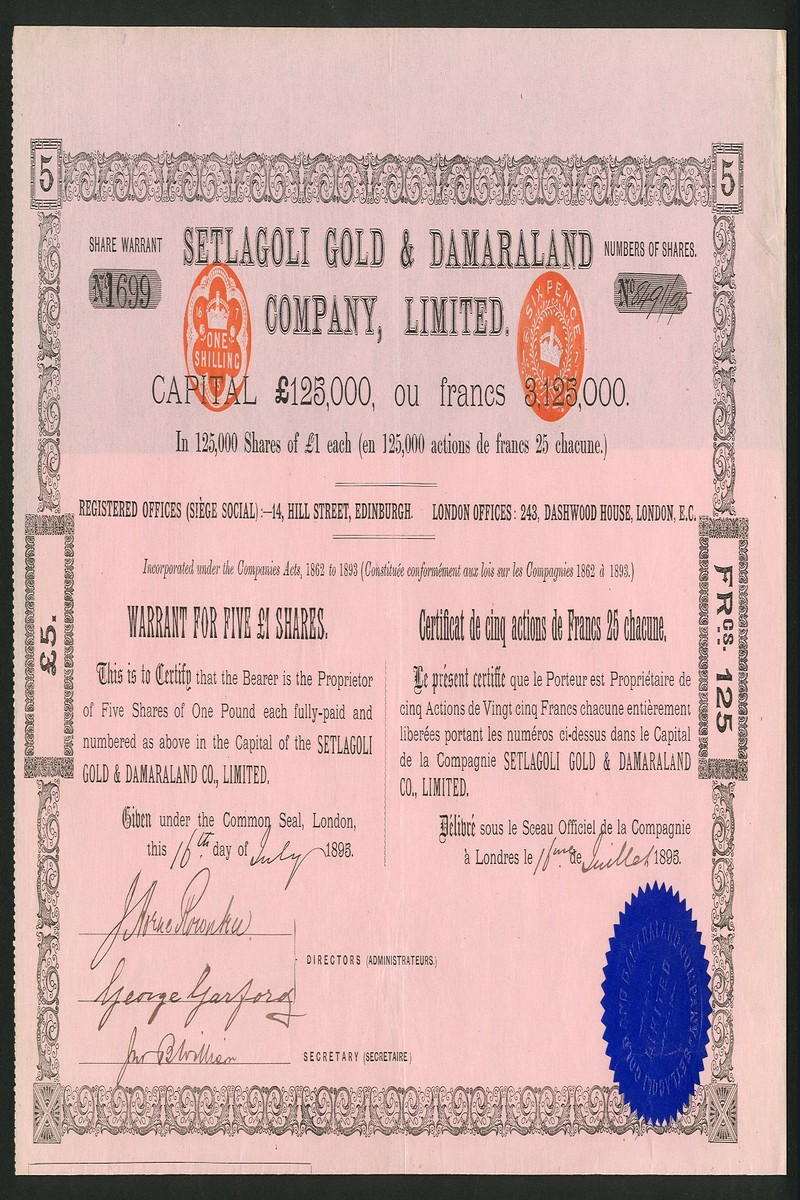 5
5
SHARE WARRANT
SETLAGOLI GOLD & DAMARALAND
NUMBERS OF SHARES.
No 1699
COMPANY, LIMITED.
No
ONE SHILLING
SIX PENCE
CAPITAL £125,000, ou francs 3,125,000.
In 125,000 Shares of £1 each (en 125,000 actions de francs 25 chacune.)
REGISTERED OFFICES (SIÈGE SOCIAL):—14, HILL STREET, EDINBURGH. LONDON OFFICES: 243, DASHWOOD HOUSE, LONDON, E.C.
Incorporated under the Companies Acts, 1862 to 1893 (Constituée conformément aux lois sur les Compagnies 1862 à 1893.)
£5.
FRCS. 125
WARRANT FOR FIVE £1 SHARES.
This is to Certify that the Bearer is the Proprietor
of Five Shares of One Pound each fully-paid and
numbered as above in the Capital of the SETLAGOLI
GOLD & DAMARALAND CO., LIMITED.
Given under the Common Seal, London,
this 16th day of July 1895.
Certificat de cinq actions de Francs 25 chacune.
Le présent certifie que le Porteur est Propriétaire de
cinq Actions de Vingt cinq Francs chacune entièrement
liberées portant les numéros ci-dessus dans le Capital
de la Compagnie SETLAGOLI GOLD & DAMARALAND
CO., LIMITED.
Délibré sous le Sceau Officiel de la Compagnie
à Londres le 16me de Juillet 1895.
DIRECTORS (ADMINISTRATEURS.)
George Garford
SECRETARY (SECRETAIRE)